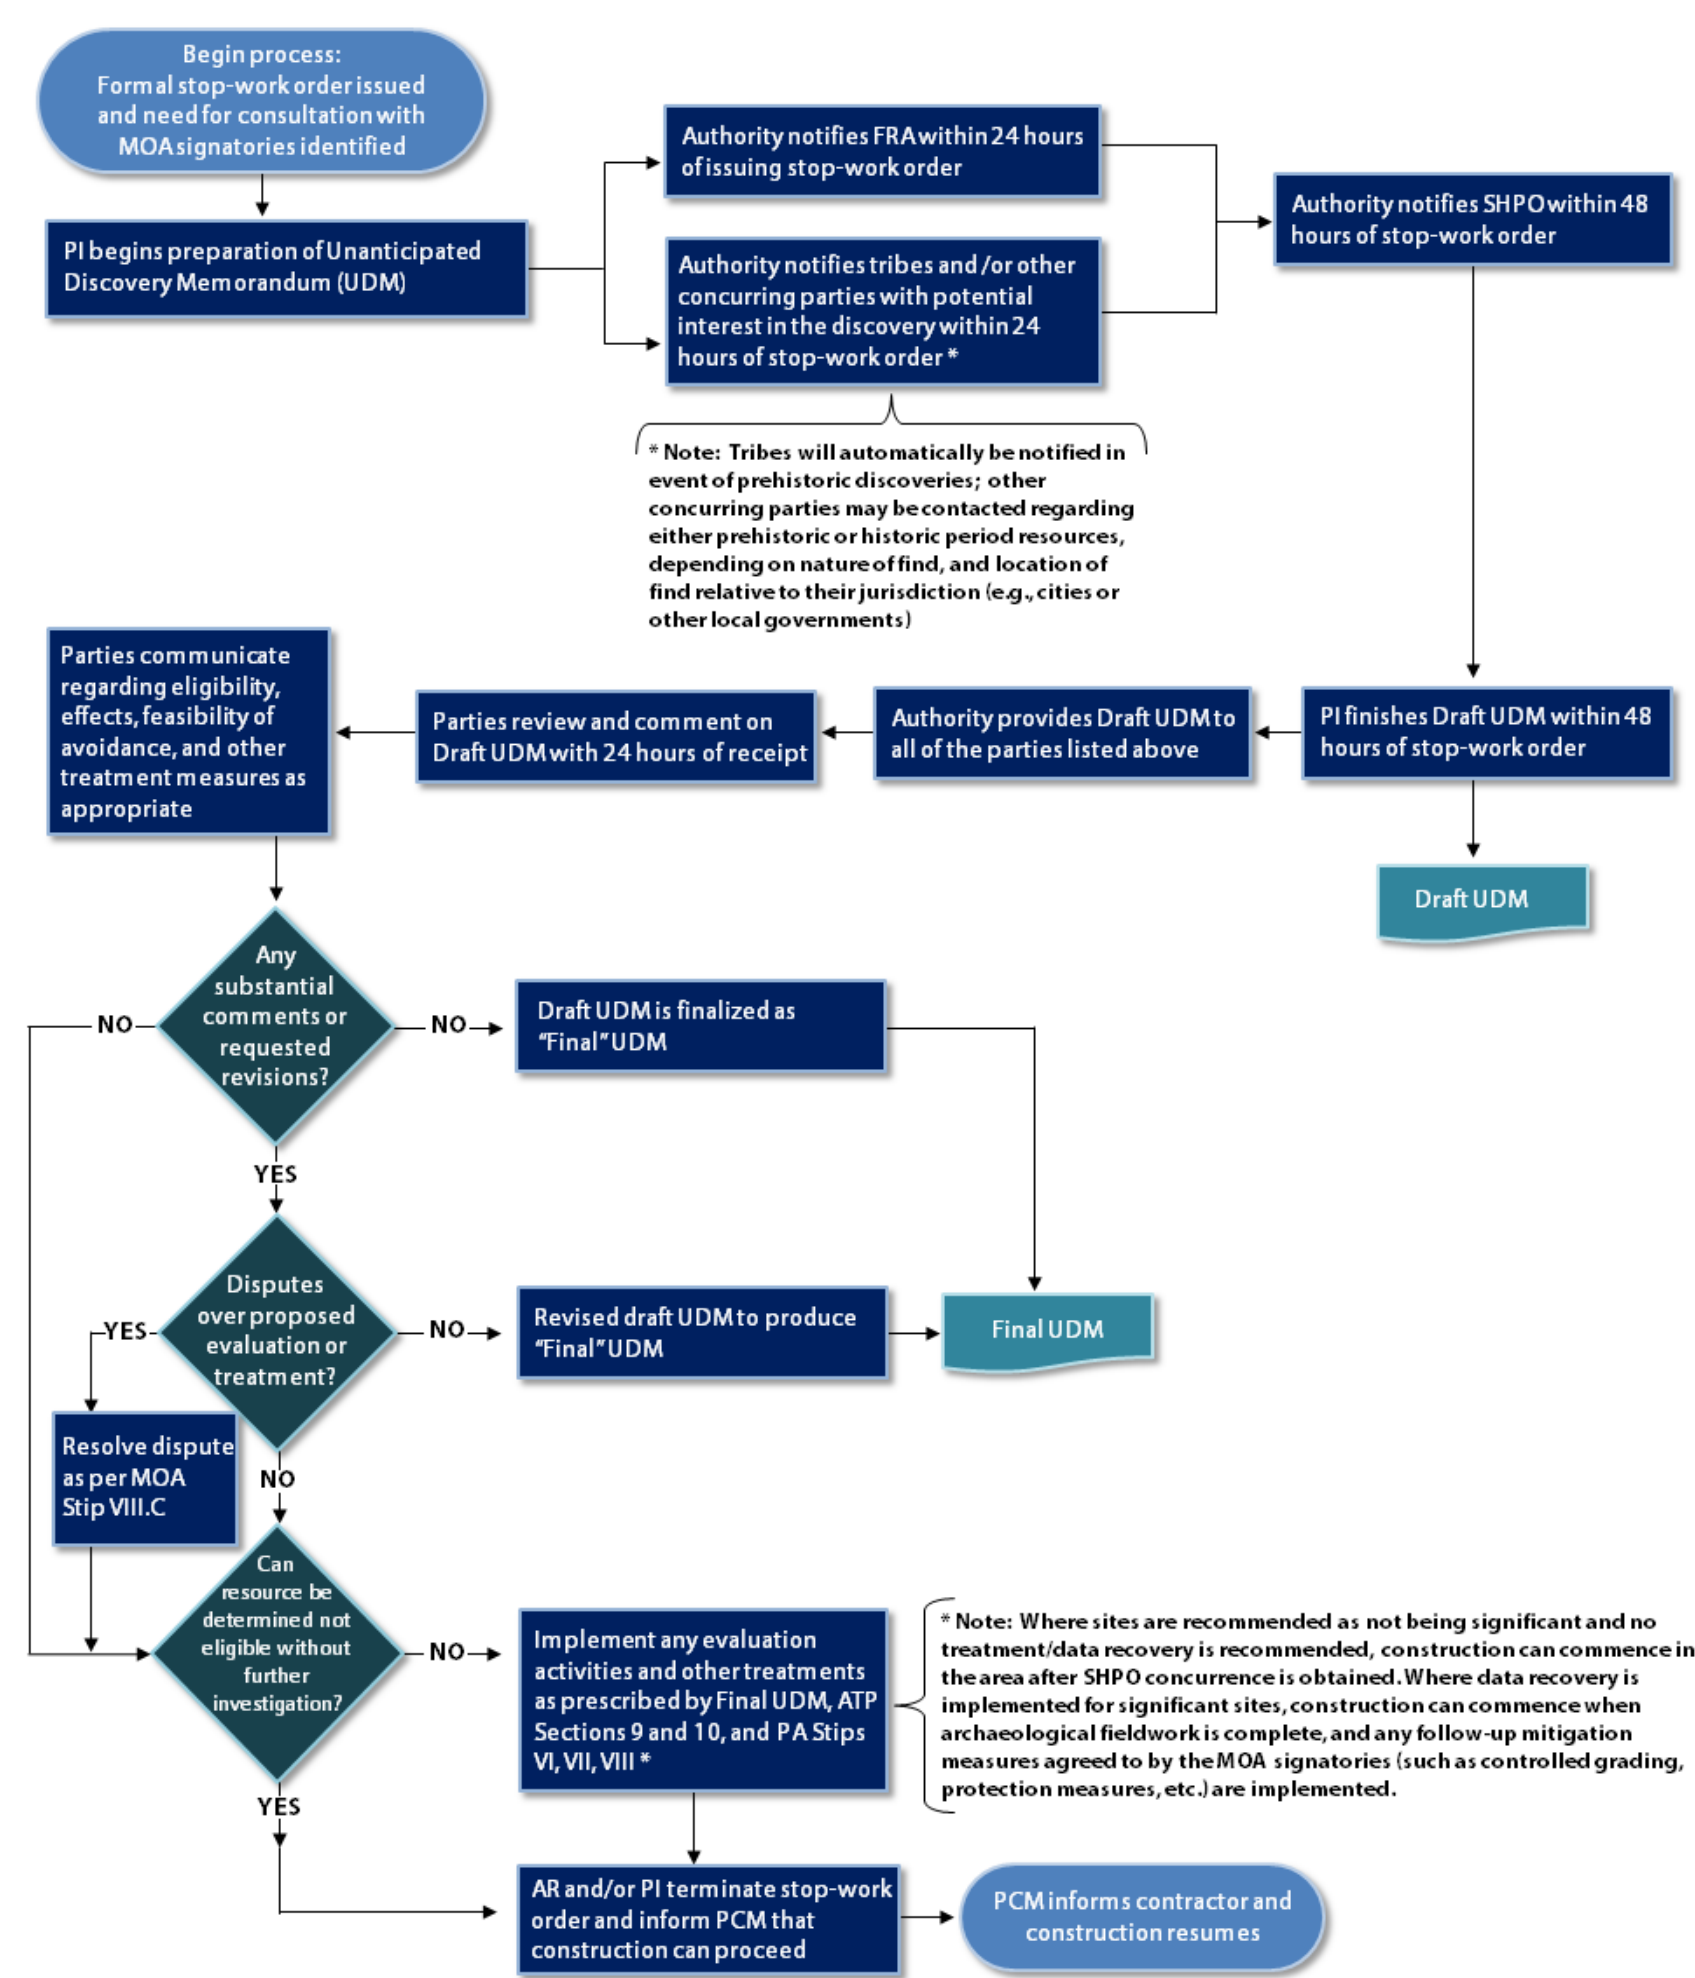 Begin process:
Formal stop-work order issued
and need for consultation with
MOA signatories identified
PI begins preparation of Unanticipated
Discovery Memorandum (UDM)
Authority notifies FRA within 24 hours
of issuing stop-work order
Authority notifies tribes and /or other
concurring parties with potential
interest in the discovery within 24
hours of stop-work order *
Authority notifies SHPO within 48
hours of stop-work order
* Note: Tribes will automatically be notified in
event of prehistoric discoveries; other
concurring parties may be contacted regarding
either prehistoric or historic period resources,
depending on nature of find, and location of
find relative to their jurisdiction (e.g., cities or
other local governments)
PI finishes Draft UDM within 48
hours of stop-work order
Draft UDM
Authority provides Draft UDM to
all of the parties listed above
Parties review and comment on
Draft UDM with 24 hours of receipt
Parties communicate
regarding eligibility,
effects, feasibility of
avoidance, and other
treatment measures as
appropriate
Any
substantial
comments or
requested
revisions?
NO
NO
Draft UDM is finalized as
“Final” UDM
YES
Disputes
over proposed
evaluation or
treatment?
YES
NO
Revised draft UDM to produce
“Final” UDM
Final UDM
Resolve dispute
as per MOA
Stip VIII.C
NO
Can
resource be
determined not
eligible without
further
investigation?
NO
Implement any evaluation
activities and other treatments
as prescribed by Final UDM, ATP
Sections 9 and 10, and PA Stips
VI, VII, VIII *
* Note: Where sites are recommended as not being significant and no
treatment/data recovery is recommended, construction can commence in
the area after SHPO concurrence is obtained. Where data recovery is
implemented for significant sites, construction can commence when
archaeological fieldwork is complete, and any follow-up mitigation
measures agreed to by the MOA signatories (such as controlled grading,
protection measures, etc.) are implemented.
YES
AR and/or PI terminate stop-work
order and inform PCM that
construction can proceed
PCM informs contractor and
construction resumes